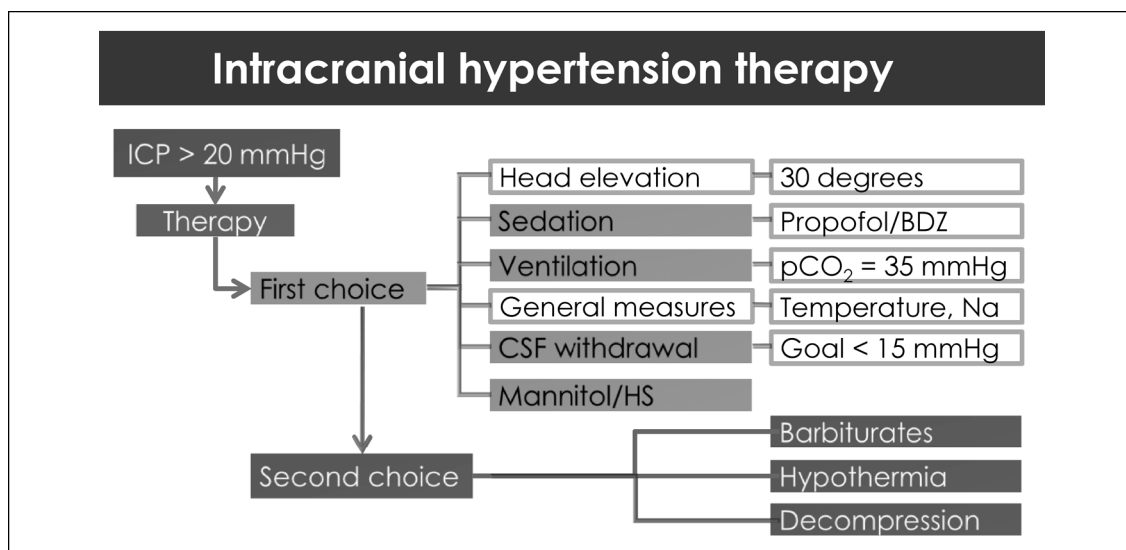 Intracranial hypertension therapy
ICP > 20 mmHg
Therapy
First choice
Head elevation
30 degrees
Sedation
Propofol/BDZ
Ventilation
pCO₂ = 35 mmHg
General measures
Temperature, Na
CSF withdrawal
Goal < 15 mmHg
Mannitol/HS
Second choice
Barbiturates
Hypothermia
Decompression